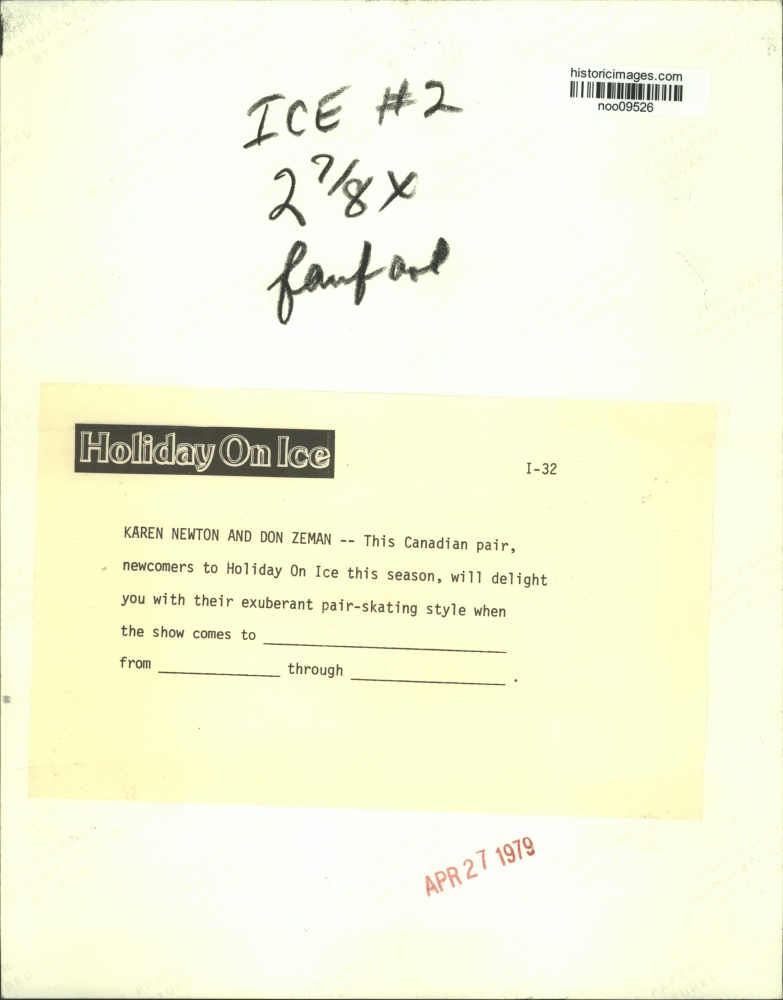 historicimages.com
noo09526
ICE #2
2 7/8 X
fanfare
Holiday On Ice
I-32
KAREN NEWTON AND DON ZEMAN -- This Canadian pair,
newcomers to Holiday On Ice this season, will delight
you with their exuberant pair-skating style when
the show comes to
from through .
APR 27 1979